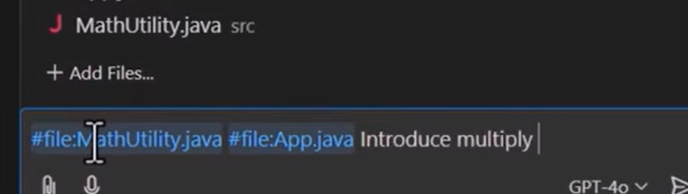 MathUtility.java src
+ Add Files...
#file:MathUtility.java #file:App.java Introduce multiply
GPT-4o